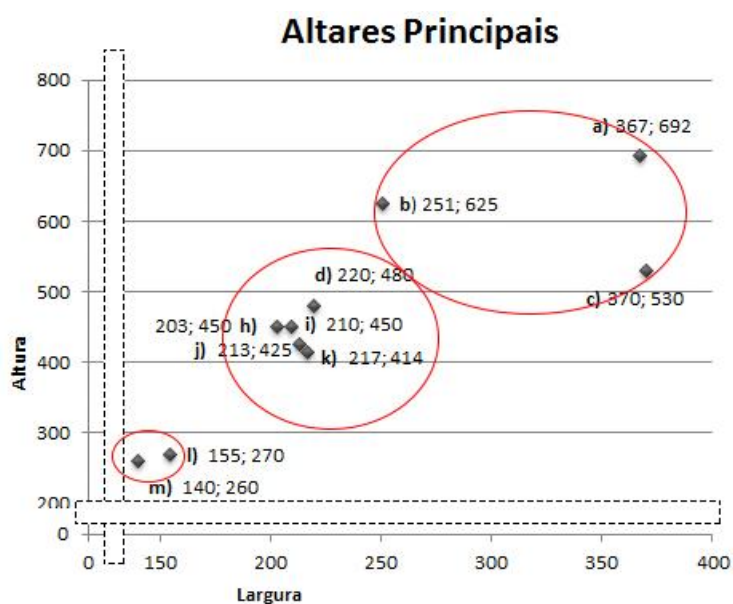 Altares Principais
800
a) 367; 692
700
b) 251; 625
600
d) 220; 480
500
c) 370; 530
203; 450 h)
i) 210; 450
j) 213; 425
k) 217; 414
400
Altura
300
l) 155; 270
m) 140; 260
200
0
0 150 200 250 300 350 400
Largura